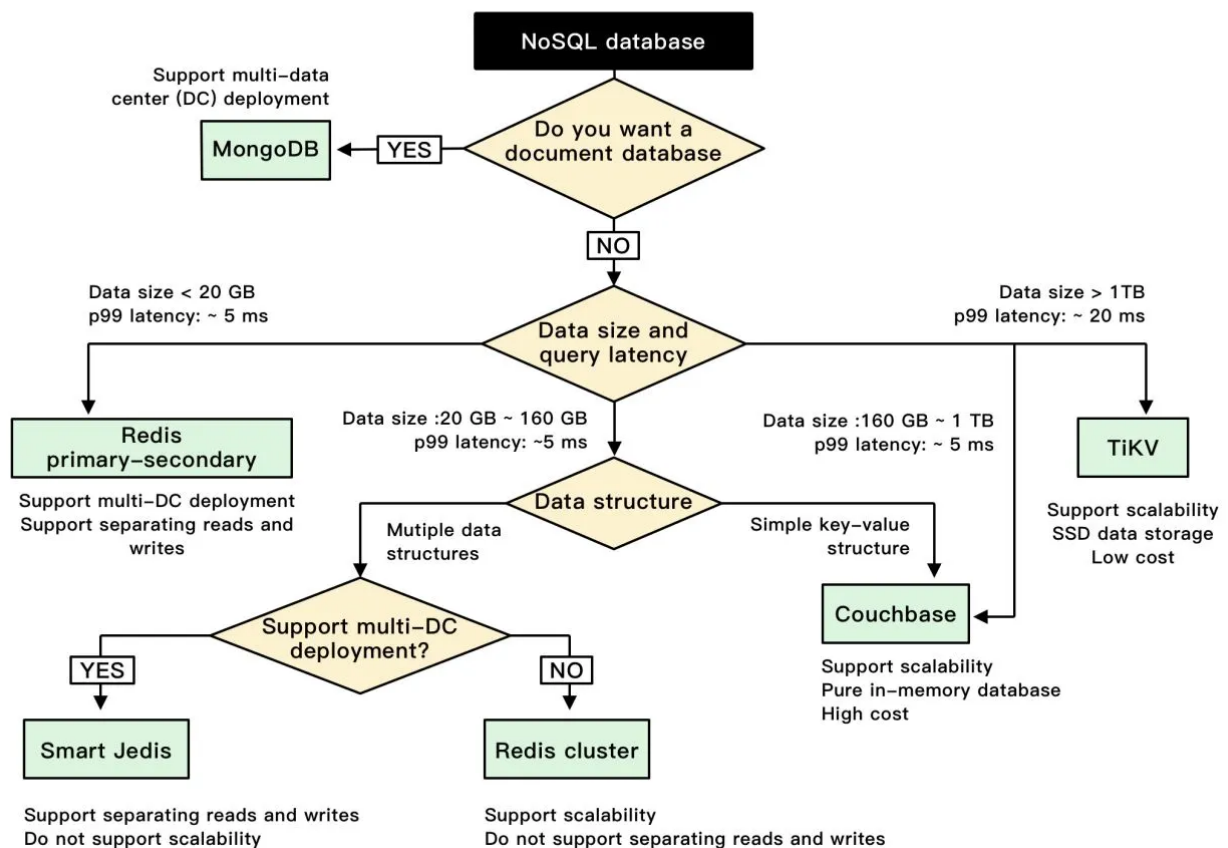 NoSQL database
Support multi-data
center (DC) deployment
MongoDB
YES
Do you want a
document database
NO
Data size < 20 GB
p99 latency: ~ 5 ms
Data size and
query latency
Data size > 1TB
p99 latency: ~ 20 ms
Redis
primary-secondary
Support multi-DC deployment
Support separating reads and
writes
Data size :20 GB ~ 160 GB
p99 latency: ~5 ms
Data size :160 GB ~ 1 TB
p99 latency: ~ 5 ms
TiKV
Support scalability
SSD data storage
Low cost
Data structure
Mutiple data
structures
Simple key-value
structure
Support multi-DC
deployment?
Couchbase
Support scalability
Pure in-memory database
High cost
YES
NO
Smart Jedis
Support separating reads and writes
Do not support scalability
Redis cluster
Support scalability
Do not support separating reads and writes